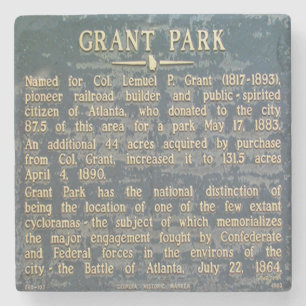 GRANT PARK
Named for Col. Lemuel P. Grant (1817-1893),
pioneer railroad builder and public-spirited
citizen of Atlanta, who donated to the city
87.5 of this area for a park May 17, 1883.
An additional 44 acres acquired by purchase
from Col. Grant, increased it to 131.5 acres
April 4, 1890.
Grant Park has the national distinction of
being the location of one of the few extant
cycloramas - the subject of which memorializes
the major engagement fought by Confederate
and Federal forces in the environs of the
city - the Battle of Atlanta, July 22, 1864.
GEORGIA HISTORIC MARKER